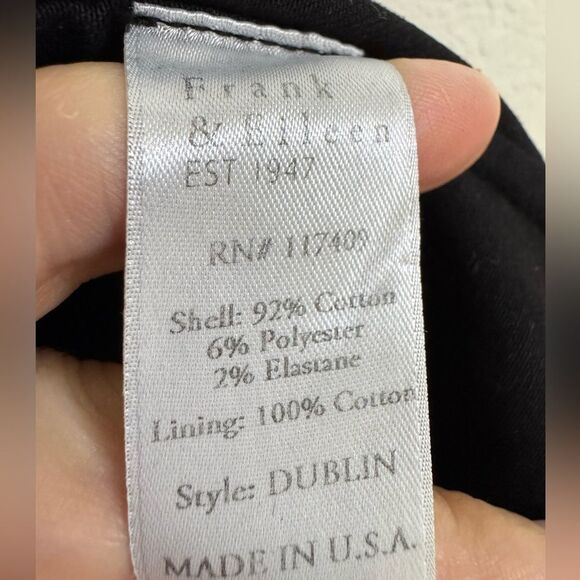 Frank
& Eileen
EST 1947
RN# 117409
Shell: 92% Cotton
6% Polyester
2% Elastane
Lining: 100% Cotton
Style: DUBLIN
MADE IN U.S.A.